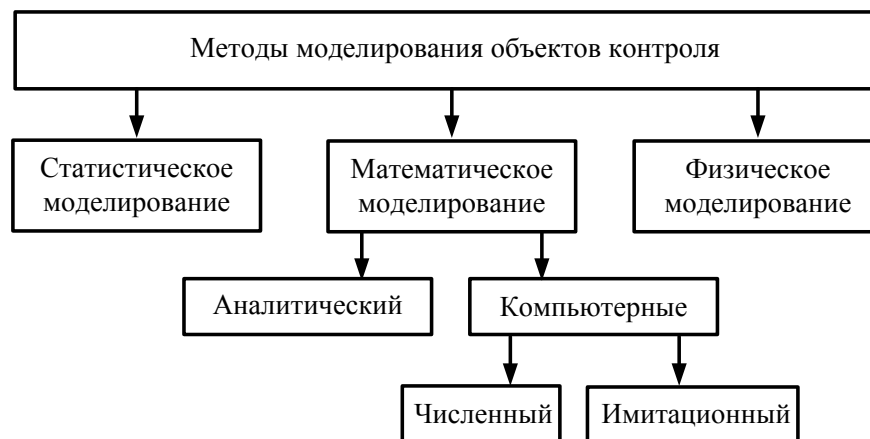 Методы моделирования объектов контроля
Статистическое
моделирование
Математическое
моделирование
Физическое
моделирование
Аналитический
Компьютерные
Численный
Имитационный